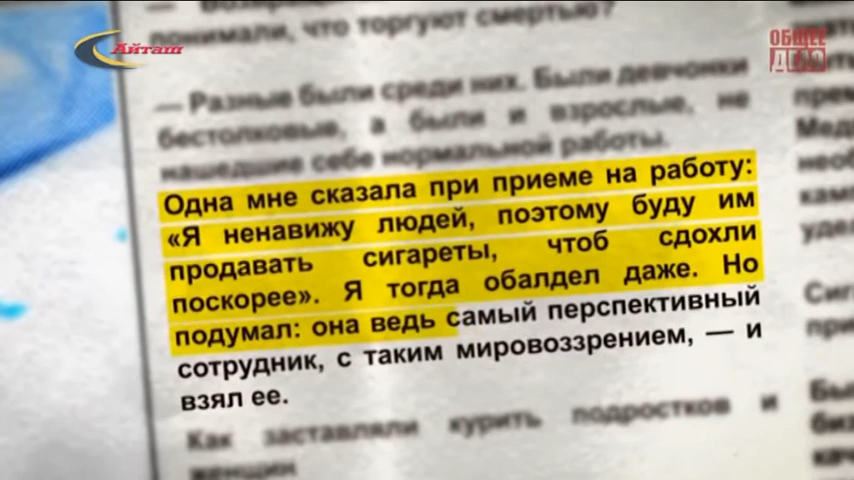 Айташ
ОБЩЕЕ
ДЕЛО
понимали, что торгуют смертью?
— Разные были среди них. Были девчонки
бестолковые, а были и взрослые, не
нашедшие себе нормальной работы.
Одна мне сказала при приеме на работу:
«Я ненавижу людей, поэтому буду им
продавать сигареты, чтоб сдохли
поскорее». Я тогда обалдел даже. Но
подумал: она ведь самый перспективный
сотрудник, с таким мировоззрением, — и
взял ее.
Как заставляли курить подростков и
женщин